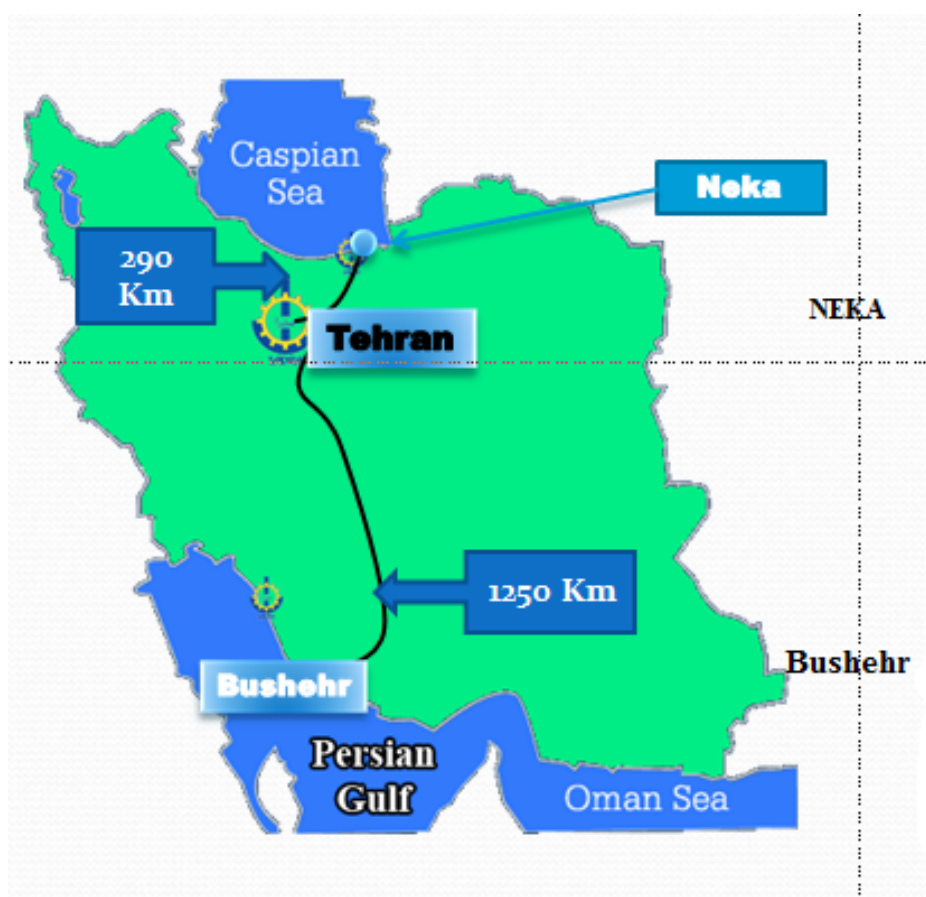 Caspian
Sea
Neka
290
Km
NEKA
Tehran
1250 Km
Bushehr
Bushehr
Persian
Gulf
Oman Sea